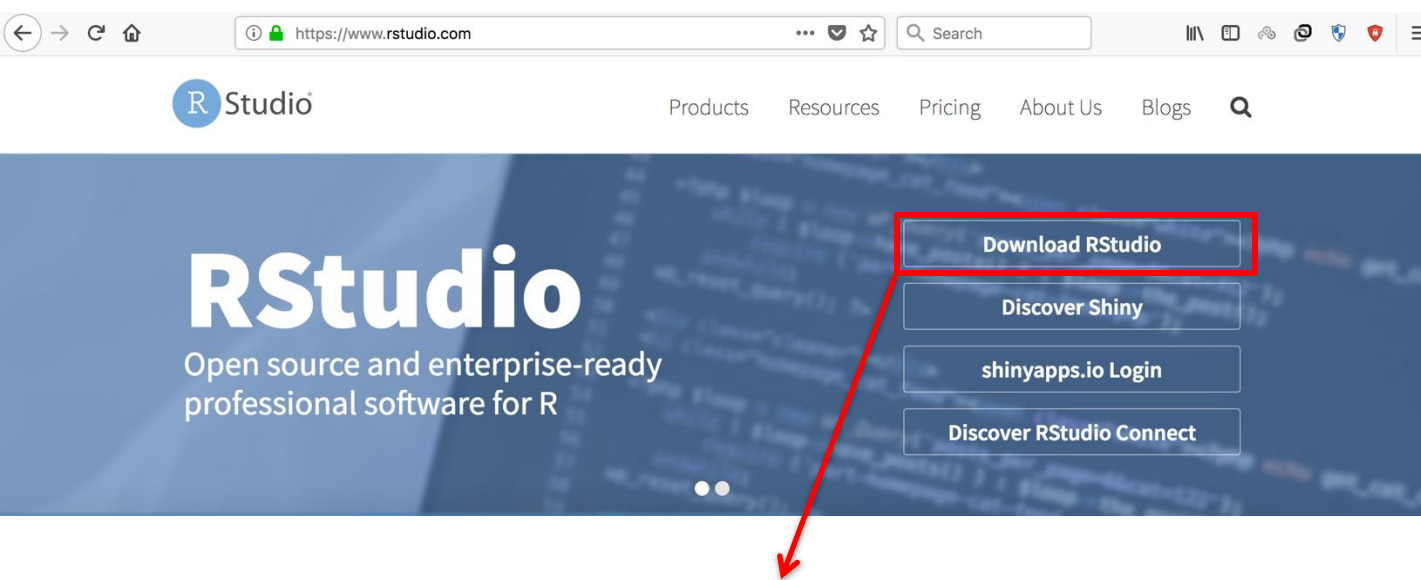 https://www.rstudio.com
Search
R Studio
Products Resources Pricing About Us Blogs
RStudio
Open source and enterprise-ready
professional software for R
Download RStudio
Discover Shiny
shinyapps.io Login
Discover RStudio Connect